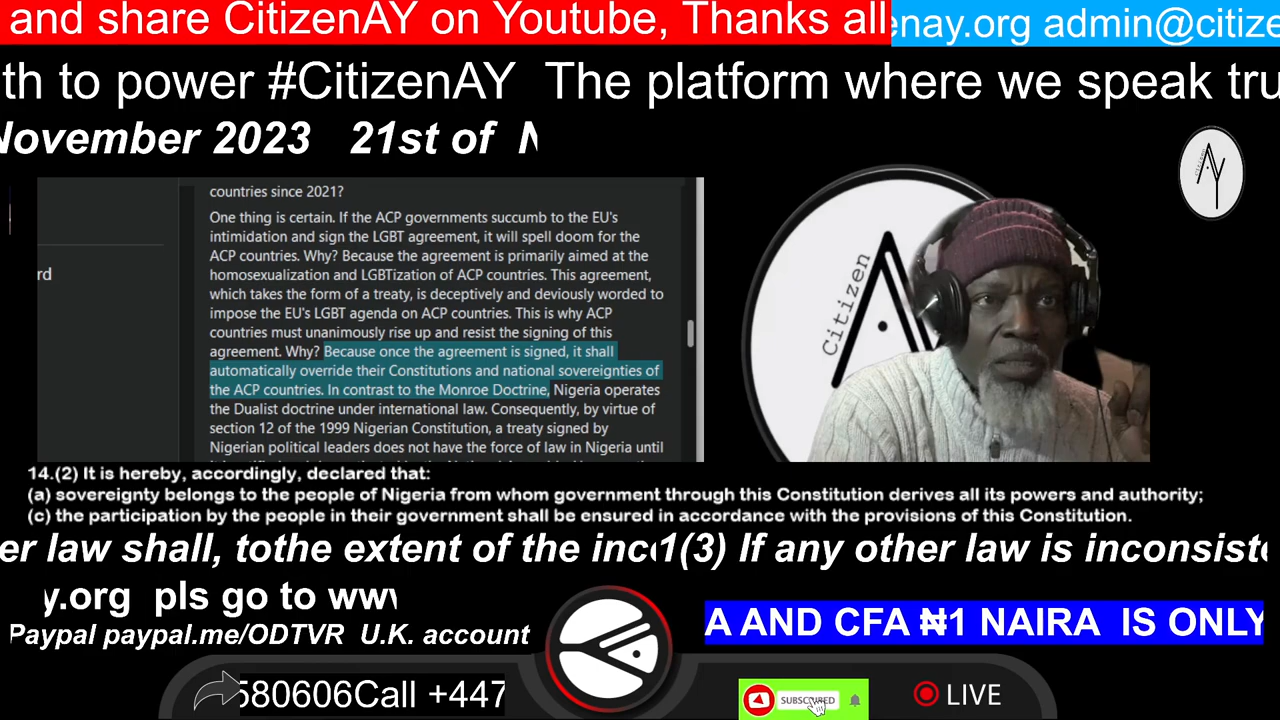 and share CitizenAY on Youtube, Thanks all
enay.org admin@citize
th to power #CitizenAY The platform where we speak tru
November 2023 21st of N
countries since 2021?
One thing is certain. If the ACP governments succumb to the EU's
intimidation and sign the LGBT agreement, it will spell doom for the
ACP countries. Why? Because the agreement is primarily aimed at the
homosexualization and LGBTization of ACP countries. This agreement,
which takes the form of a treaty, is deceptively and deviously worded to
impose the EU's LGBT agenda on ACP countries. This is why ACP
countries must unanimously rise up and resist the signing of this
agreement. Why? Because once the agreement is signed, it shall
automatically override their Constitutions and national sovereignties of
the ACP countries. In contrast to the Monroe Doctrine, Nigeria operates
the Dualist doctrine under international law. Consequently, by virtue of
section 12 of the 1999 Nigerian Constitution, a treaty signed by
Nigerian political leaders does not have the force of law in Nigeria until
rd
Citizen
AY
14.(2) It is hereby, accordingly, declared that:
(a) sovereignty belongs to the people of Nigeria from whom government through this Constitution derives all its powers and authority;
(c) the participation by the people in their government shall be ensured in accordance with the provisions of this Constitution.
er law shall, tothe extent of the inc
1(3) If any other law is inconsiste
y.org pls go to ww
Paypal paypal.me/ODTVR U.K. account
A AND CFA ₦1 NAIRA IS ONLY
580606Call +447
SUBSCRIBED
LIVE